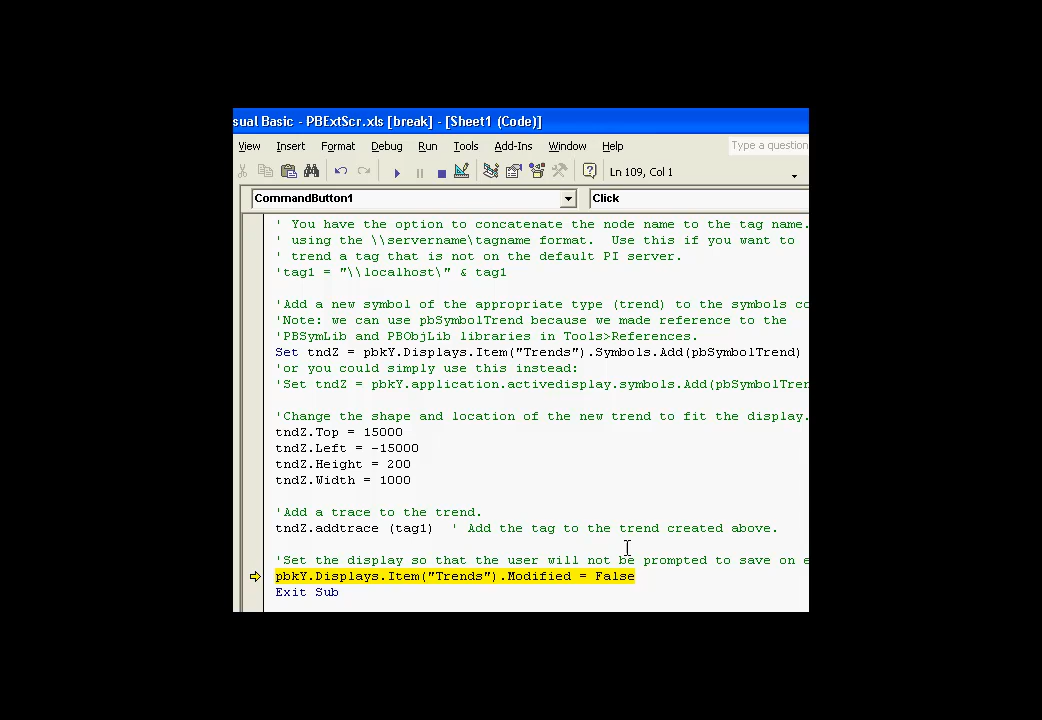 sual Basic - PBExtScr.xls [break] - [Sheet1 (Code)]
View Insert Format Debug Run Tools Add-Ins Window Help Type a question
Ln 109, Col 1
CommandButton1 Click
' You have the option to concatenate the node name to the tag name.
' using the \\servername\tagname format.  Use this if you want to
' trend a tag that is not on the default PI server.
'tag1 = "\\localhost\" & tag1
'Add a new symbol of the appropriate type (trend) to the symbols co
'Note: we can use pbSymbolTrend because we made reference to the
'PBSymLib and PBObjLib libraries in Tools>References.
Set tndZ = pbkY.Displays.Item("Trends").Symbols.Add(pbSymbolTrend)
'or you could simply use this instead:
'Set tndZ = pbkY.application.activedisplay.symbols.Add(pbSymbolTren
'Change the shape and location of the new trend to fit the display.
tndZ.Top = 15000
tndZ.Left = -15000
tndZ.Height = 200
tndZ.Width = 1000
'Add a trace to the trend.
tndZ.addtrace (tag1)  ' Add the tag to the trend created above.
'Set the display so that the user will not be prompted to save on e
pbkY.Displays.Item("Trends").Modified = False
Exit Sub